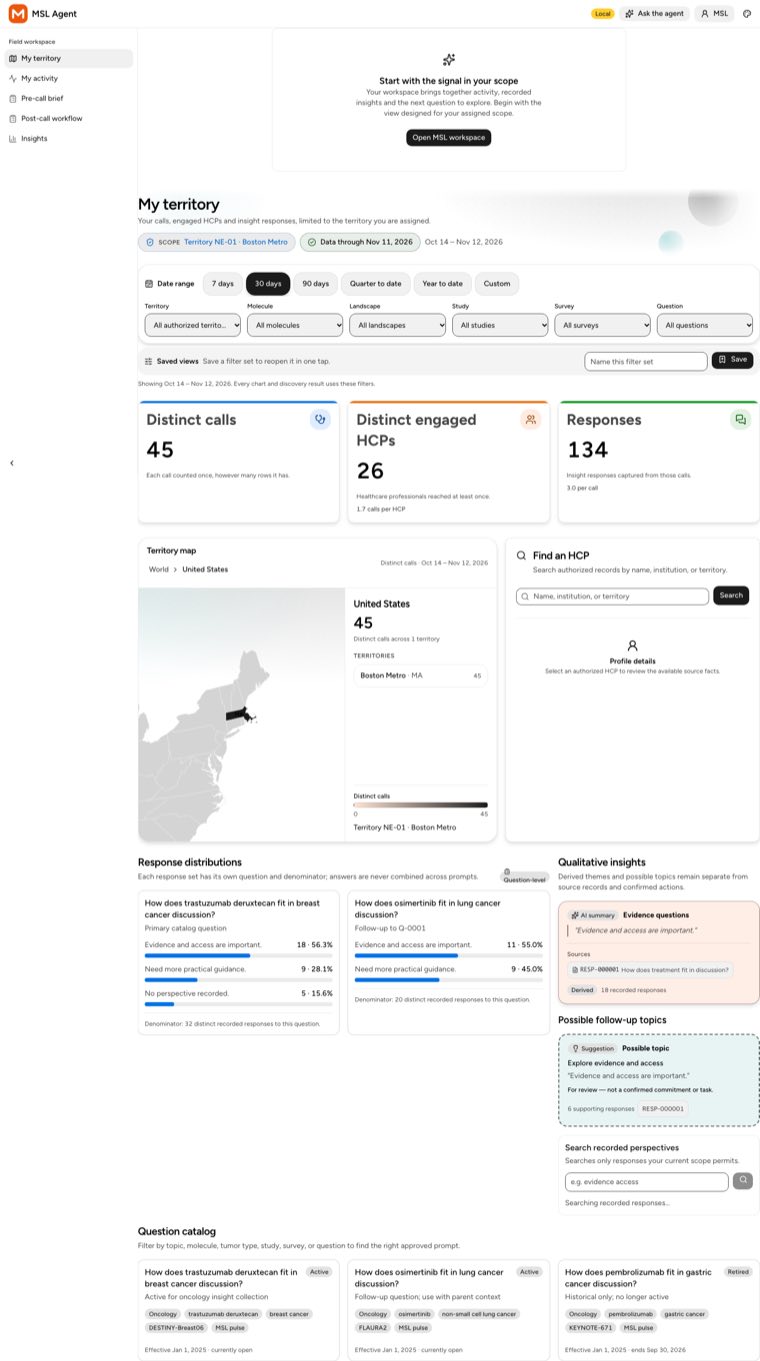 MSL Agent
Local
Ask the agent
MSL
Field workspace
My territory
My activity
Pre-call brief
Post-call workflow
Insights
Start with the signal in your scope
Your workspace brings together activity, recorded
insights and the next question to explore. Begin with the
view designed for your assigned scope.
Open MSL workspace
My territory
Your calls, engaged HCPs and insight responses, limited to the territory you are assigned.
SCOPE Territory NE-01 · Boston Metro
Data through Nov 11, 2026
Oct 14 – Nov 12, 2026
Date range
7 days
30 days
90 days
Quarter to date
Year to date
Custom
Territory
Molecule
Landscape
Study
Survey
Question
All authorized territo...
All molecules
All landscapes
All studies
All surveys
All questions
Saved views Save a filter set to reopen it in one tap.
Name this filter set
Save
Showing Oct 14 – Nov 12, 2026. Every chart and discovery result uses these filters.
Distinct calls
45
Each call counted once, however many rows it has.
Distinct engaged
HCPs
26
Healthcare professionals reached at least once.
1.7 calls per HCP
Responses
134
Insight responses captured from those calls.
3.0 per call
Territory map
World > United States
Distinct calls · Oct 14 – Nov 12, 2026
United States
45
Distinct calls across 1 territory
TERRITORIES
Boston Metro · MA 45
Distinct calls
0 45
Territory NE-01 · Boston Metro
Find an HCP
Search authorized records by name, institution, or territory.
Name, institution, or territory
Search
Profile details
Select an authorized HCP to review the available source facts.
Response distributions
Each response set has its own question and denominator; answers are never combined across prompts.
Question-level
How does trastuzumab deruxtecan fit in breast
cancer discussion?
Primary catalog question
Evidence and access are important. 18 · 56.3%
Need more practical guidance. 9 · 28.1%
No perspective recorded. 5 · 15.6%
Denominator: 32 distinct recorded responses to this question.
How does osimertinib fit in lung cancer
discussion?
Follow-up to Q-0001
Evidence and access are important. 11 · 55.0%
Need more practical guidance. 9 · 45.0%
Denominator: 20 distinct recorded responses to this question.
Qualitative insights
Derived themes and possible topics remain separate from
source records and confirmed actions.
AI summary Evidence questions
"Evidence and access are important."
Sources
RESP-000001 How does treatment fit in discussion?
Derived 18 recorded responses
Possible follow-up topics
Suggestion Possible topic
Explore evidence and access
"Evidence and access are important."
For review — not a confirmed commitment or task.
6 supporting responses RESP-000001
Search recorded perspectives
Searches only responses your current scope permits.
e.g. evidence access
Searching recorded responses...
Question catalog
Filter by topic, molecule, tumor type, study, survey, or question to find the right approved prompt.
How does trastuzumab deruxtecan fit in
breast cancer discussion?
Active
Active for oncology insight collection
Oncology
trastuzumab deruxtecan
breast cancer
DESTINY-Breast06
MSL pulse
Effective Jan 1, 2025 · currently open
How does osimertinib fit in lung cancer
discussion?
Active
Follow-up question; use with parent context
Oncology
osimertinib
non-small cell lung cancer
FLAURA2
MSL pulse
Effective Jan 1, 2025 · currently open
How does pembrolizumab fit in gastric
cancer discussion?
Retired
Historical only; no longer active
Oncology
pembrolizumab
gastric cancer
KEYNOTE-671
MSL pulse
Effective Jan 1, 2025 · ends Sep 30, 2026